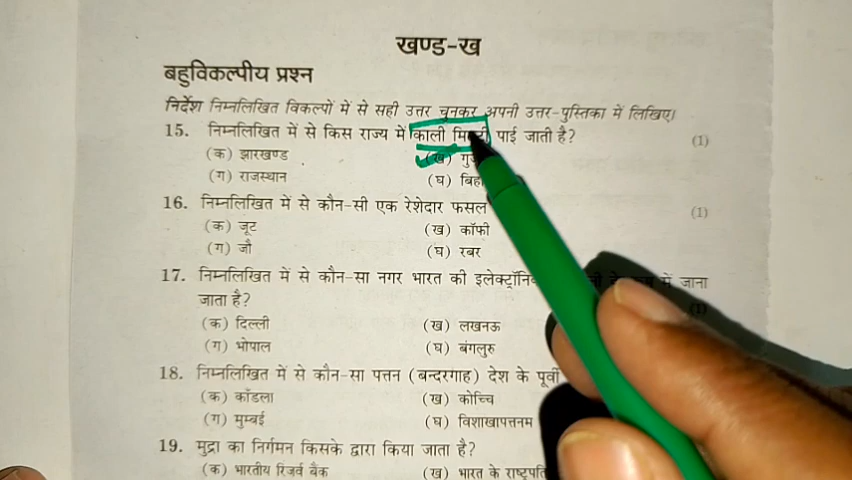 खण्ड-ख
बहुविकल्पीय प्रश्न
निर्देश निम्नलिखित विकल्पों में से सही उत्तर चुनकर अपनी उत्तर-पुस्तिका में लिखिए।
15. निम्नलिखित में से किस राज्य में काली पाई जाती है? (1)
(क) झारखण्ड (ख)
(ग) राजस्थान (घ)
16. निम्नलिखित में से कौन-सी एक रेशेदार फसल (1)
(क) जूट (ख) कॉफी
(ग) जौ (घ) रबर
17. निम्नलिखित में से कौन-सा नगर भारत की में जाना
जाता है? (1)
(क) दिल्ली (ख) लखनऊ
(ग) भोपाल (घ) बंगलुरु
18. निम्नलिखित में से कौन-सा पत्तन (बन्दरगाह) देश के पूर्वी
(क) काँडला (ख) कोच्चि
(ग) मुम्बई (घ) विशाखापत्तनम
19. मुद्रा का निर्गमन किसके द्वारा किया जाता है?
(क) भारतीय रिजर्व बैंक (ख) भारत के